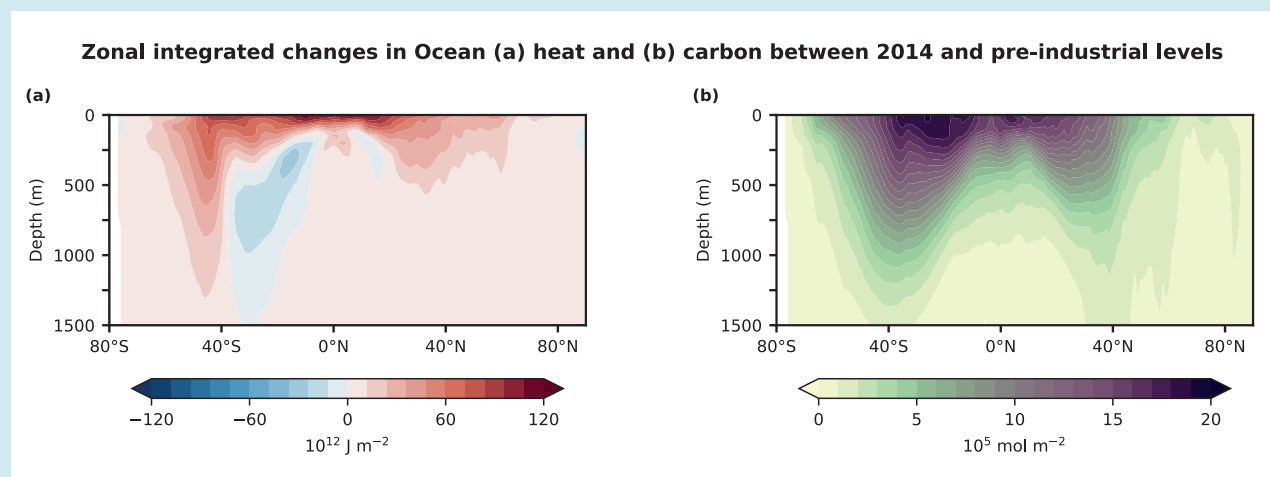 Zonal integrated changes in Ocean (a) heat and (b) carbon between 2014 and pre-industrial levels
(a)
0
500
1000
1500
Depth (m)
80°S 40°S 0°N 40°N 80°N
−120 −60 0 60 120
10¹² J m⁻²
(b)
0
500
1000
1500
Depth (m)
80°S 40°S 0°N 40°N 80°N
0 5 10 15 20
10⁵ mol m⁻²